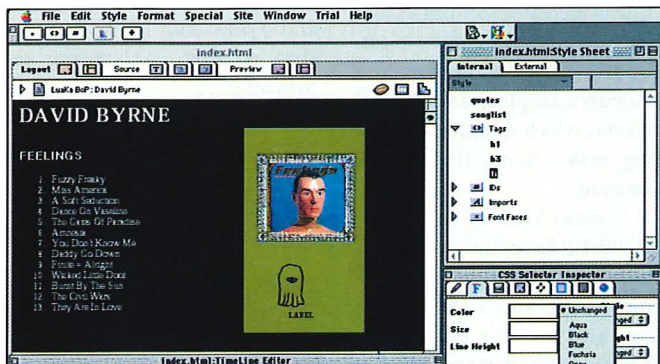 File Edit Style Format Special Site Window Trial Help
index.html
Layout Source Preview
LuaKa BoP: David Byrne
DAVID BYRNE
FEELINGS
1. Fuzzy Freaky
2. Miss America
3. A Soft Seduction
4. Dance On Vaseline
5. The Gates Of Paradise
6. Amnesia
7. You Don't Know Me
8. Daddy Go Down
9. Finite = Alright
10. Wicked Little Doll
11. Burnt By The Sun
12. The Civil Wars
13. They Are In Love
LABEL
index.html:TimeLine Editor
index.html:Style Sheet
Internal External
Style
quotes
songlist
Tags
h1
h3
IDs
Imports
Font Faces
CSS Selector Inspector
Color
Size
Line Height
Unchanged
Aqua
Black
Blue
Fuchsia